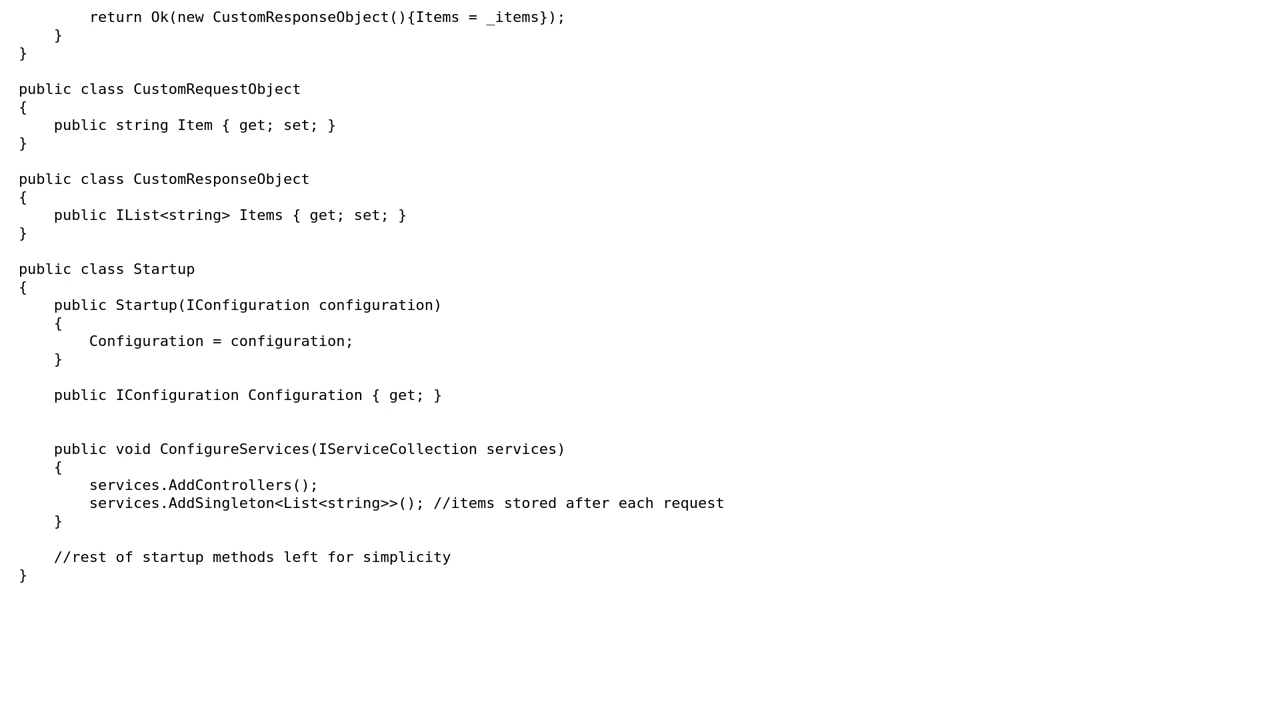 return Ok(new CustomResponseObject(){Items = _items});
    }
}

public class CustomRequestObject
{
    public string Item { get; set; }
}

public class CustomResponseObject
{
    public IList<string> Items { get; set; }
}

public class Startup
{
    public Startup(IConfiguration configuration)
    {
        Configuration = configuration;
    }

    public IConfiguration Configuration { get; }


    public void ConfigureServices(IServiceCollection services)
    {
        services.AddControllers();
        services.AddSingleton<List<string>>(); //items stored after each request
    }

    //rest of startup methods left for simplicity
}